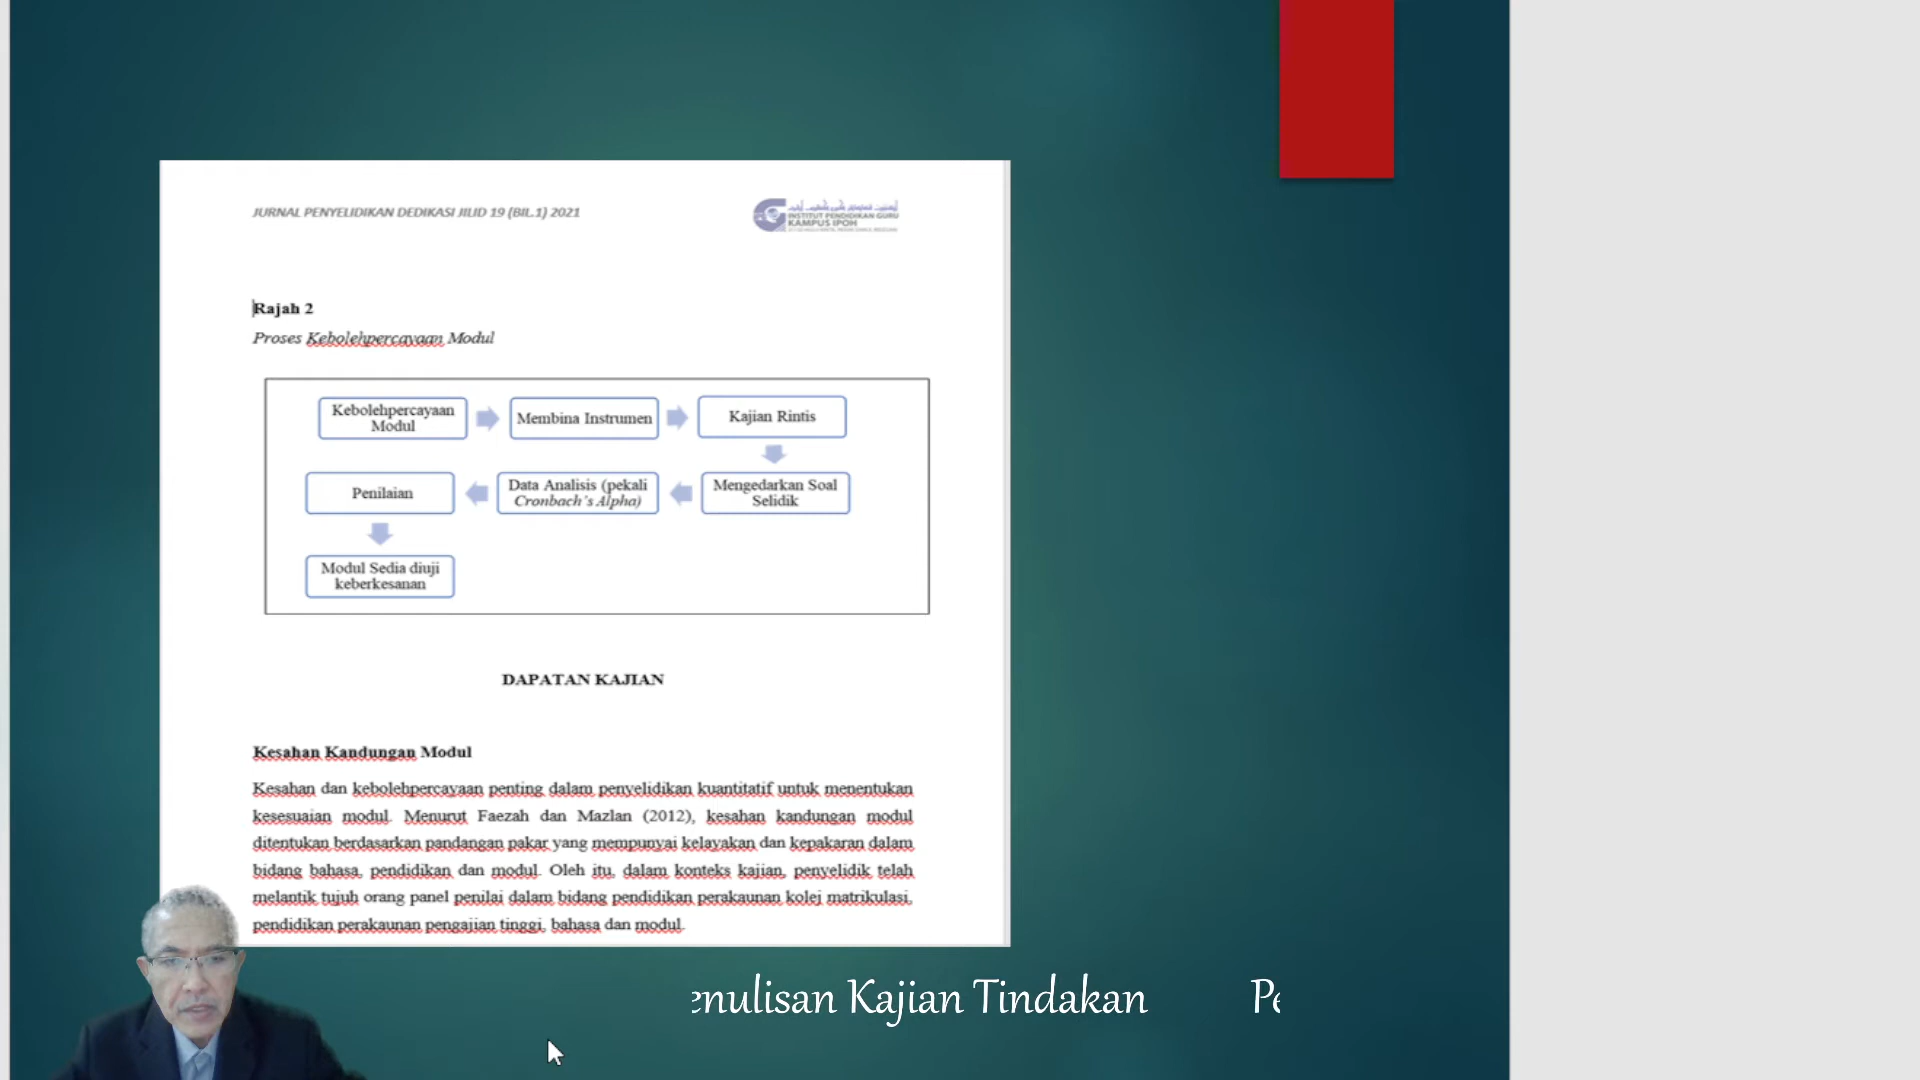 JURNAL PENYELIDIKAN DEDIKASI JILID 19 (BIL.1) 2021
INSTITUT PENDIDIKAN GURU
KAMPUS IPOH
Rajah 2
Proses Kebolehpercayaan Modul
Kebolehpercayaan
Modul
Membina Instrumen
Kajian Rintis
Mengedarkan Soal
Selidik
Data Analisis (pekali
Cronbach's Alpha)
Penilaian
Modul Sedia diuji
keberkesanan
DAPATAN KAJIAN
Kesahan Kandungan Modul
Kesahan dan kebolehpercayaan penting dalam penyelidikan kuantitatif untuk menentukan
kesesuaian modul. Menurut Faezah dan Mazlan (2012), kesahan kandungan modul
ditentukan berdasarkan pandangan pakar yang mempunyai kelayakan dan kepakaran dalam
bidang bahasa, pendidikan dan modul. Oleh itu, dalam konteks kajian, penyelidik telah
melantik tujuh orang panel penilai dalam bidang pendidikan perakaunan kolej matrikulasi,
pendidikan perakaunan pengajian tinggi, bahasa dan modul.
enulisan Kajian Tindakan Pe